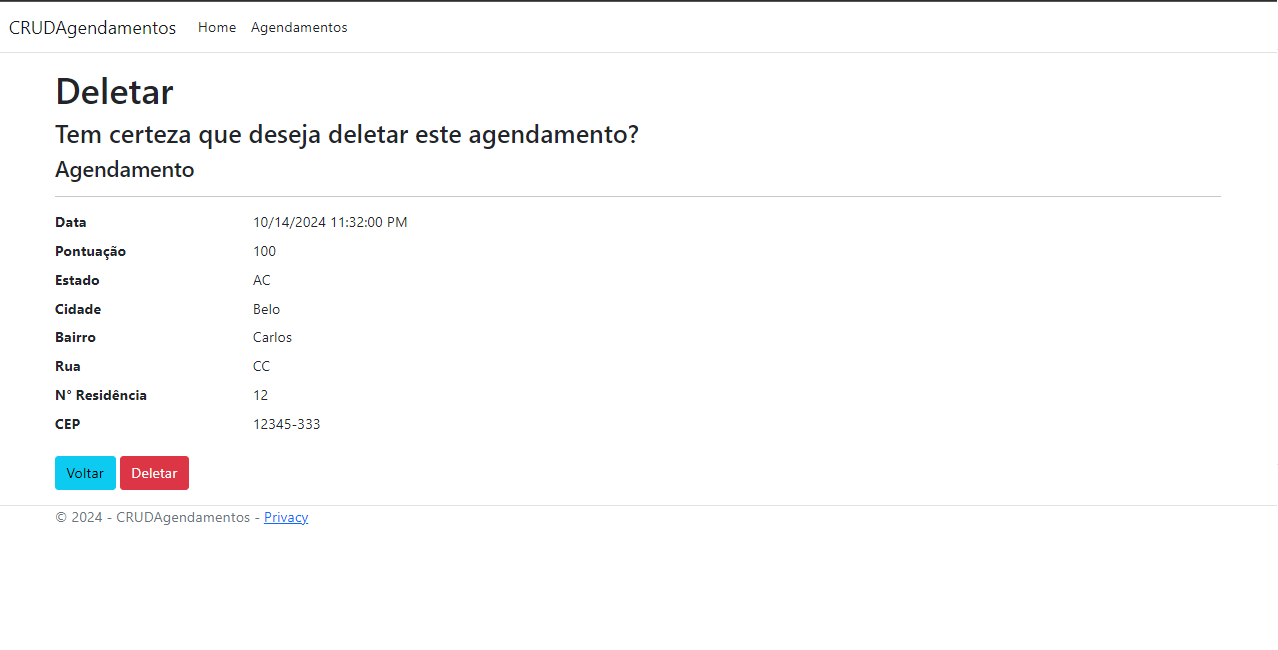 CRUDAgendamentos Home Agendamentos
Deletar
Tem certeza que deseja deletar este agendamento?
Agendamento
Data 10/14/2024 11:32:00 PM
Pontuação 100
Estado AC
Cidade Belo
Bairro Carlos
Rua CC
N° Residência 12
CEP 12345-333
Voltar Deletar
© 2024 - CRUDAgendamentos - Privacy